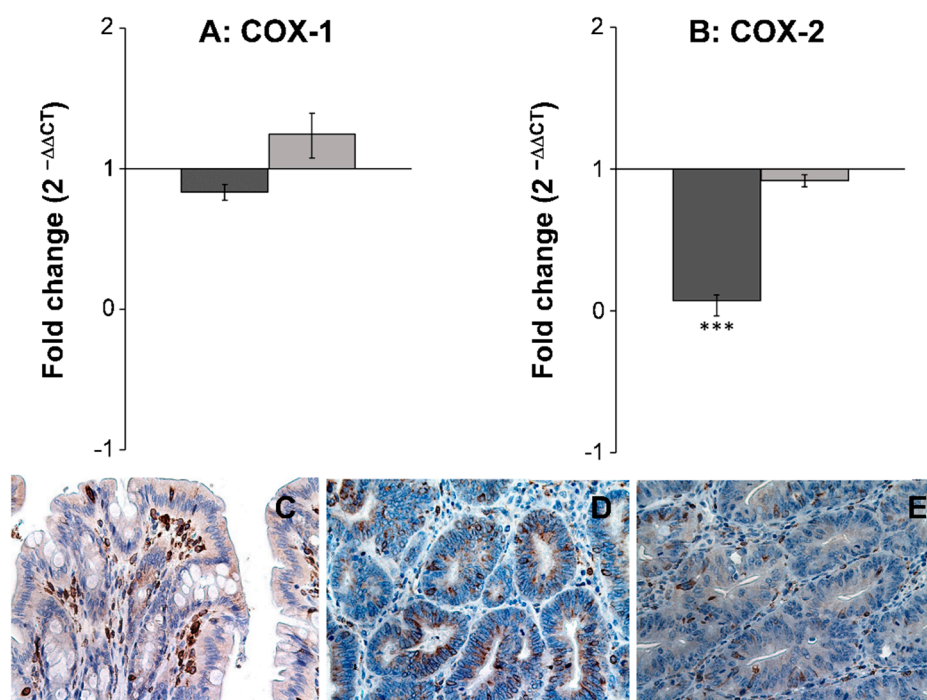 A: COX-1
B: COX-2
2
1
0
-1
Fold change (2 −ΔΔCT)
2
1
0
-1
Fold change (2 −ΔΔCT)
***
C
D
E